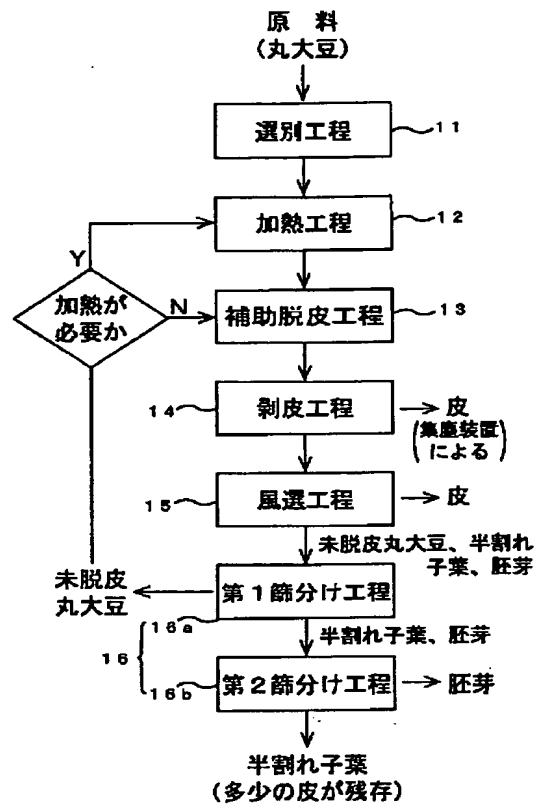 原 料
(丸大豆)
選別工程
11
加熱工程
12
Y
加熱が
必要か
N
補助脱皮工程
13
14
剥皮工程
皮
(集塵装置
による)
15
風選工程
皮
未脱皮丸大豆、半割れ
子葉、胚芽
未脱皮
丸大豆
第1篩分け工程
16a
半割れ子葉、胚芽
16
16b
第2篩分け工程
胚芽
半割れ子葉
(多少の皮が残存)